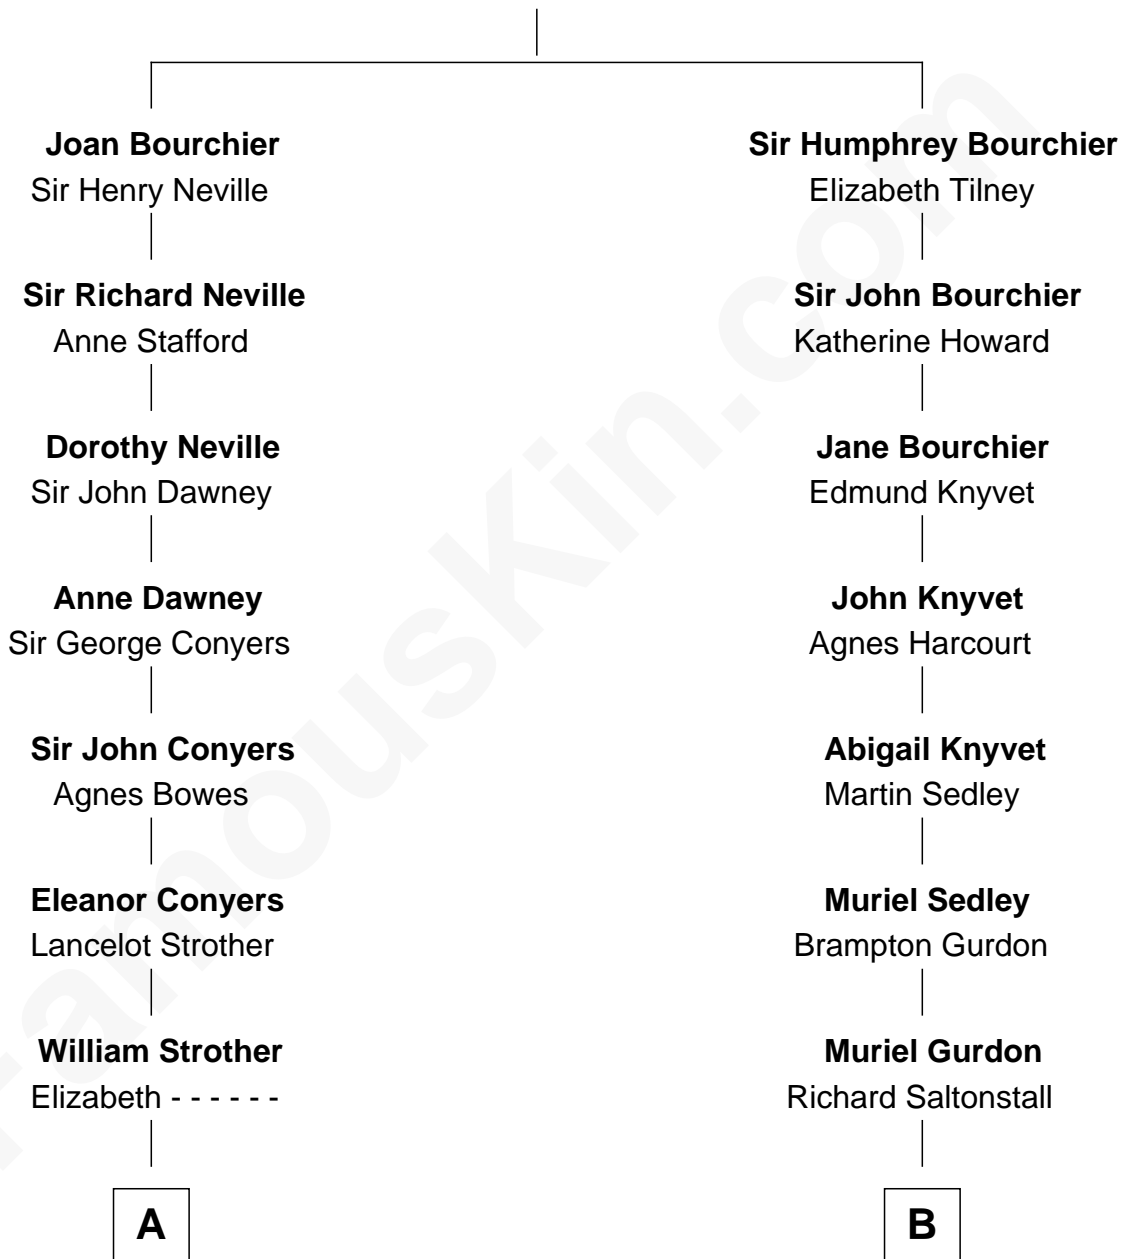 Joan Bourchier
Sir Henry Neville
Sir Richard Neville
Anne Stafford
Dorothy Neville
Sir John Dawney
Anne Dawney
Sir George Conyers
Sir John Conyers
Agnes Bowes
Eleanor Conyers
Lancelot Strother
William Strother
Elizabeth - - - - - -
A
Sir Humphrey Bourchier
Elizabeth Tilney
Sir John Bourchier
Katherine Howard
Jane Bourchier
Edmund Knyvet
John Knyvet
Agnes Harcourt
Abigail Knyvet
Martin Sedley
Muriel Sedley
Brampton Gurdon
Muriel Gurdon
Richard Saltonstall
B
FamousKin.com